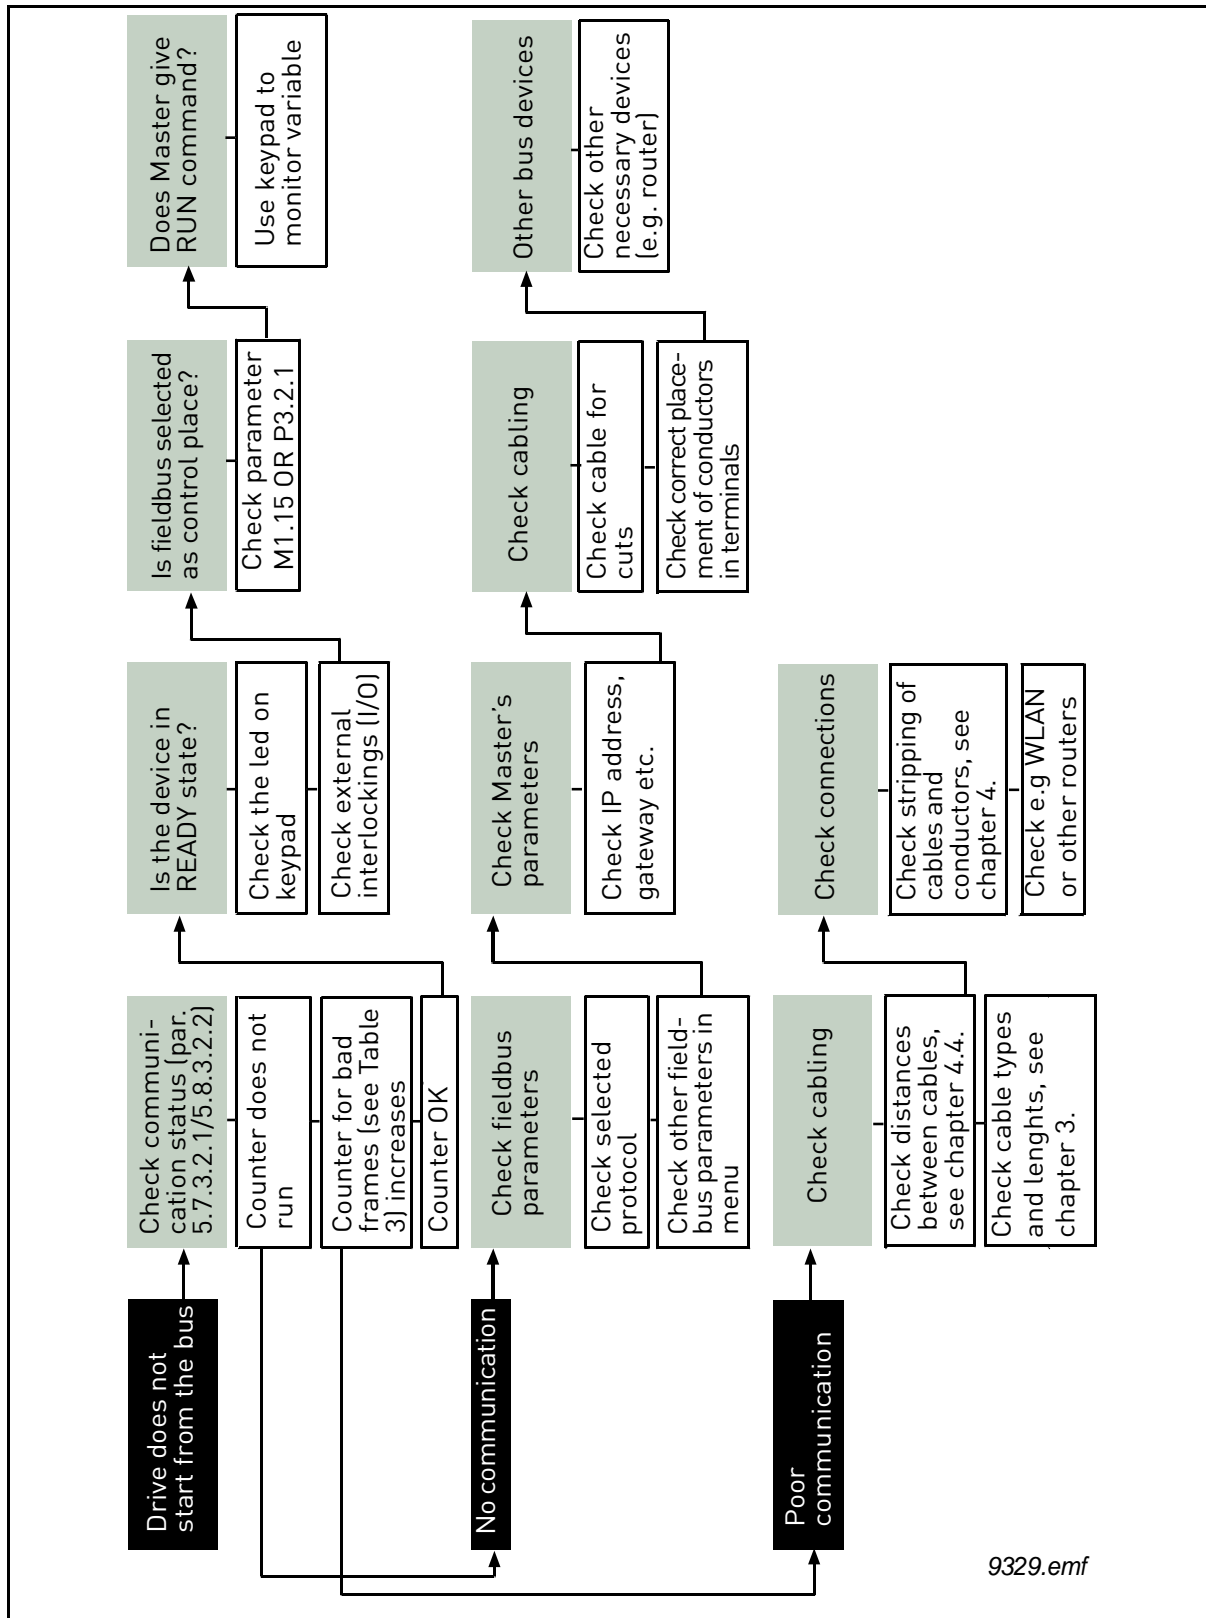 Drive does not
start from the bus
Check communi-
cation status (par.
5.7.3.2.1/5.8.3.2.2)
Counter does not
run
Counter for bad
frames (see Table
3) increases
Counter OK
Is the device in
READY state?
Check the led on
keypad
Check external
interlockings (I/O)
Is fieldbus selected
as control place?
Check parameter
M1.15 OR P3.2.1
Does Master give
RUN command?
Use keypad to
monitor variable
No communication
Check fieldbus
parameters
Check selected
protocol
Check other field-
bus parameters in
menu
Check Master's
parameters
Check IP address,
gateway etc.
Check cabling
Check cable for
cuts
Check correct place-
ment of conductors
in terminals
Other bus devices
Check other
necessary devices
(e.g. router)
Poor
communication
Check cabling
Check distances
between cables,
see chapter 4.4.
Check cable types
and lenghts, see
chapter 3.
Check connections
Check stripping of
cables and
conductors, see
chapter 4.
Check e.g WLAN
or other routers
9329.emf